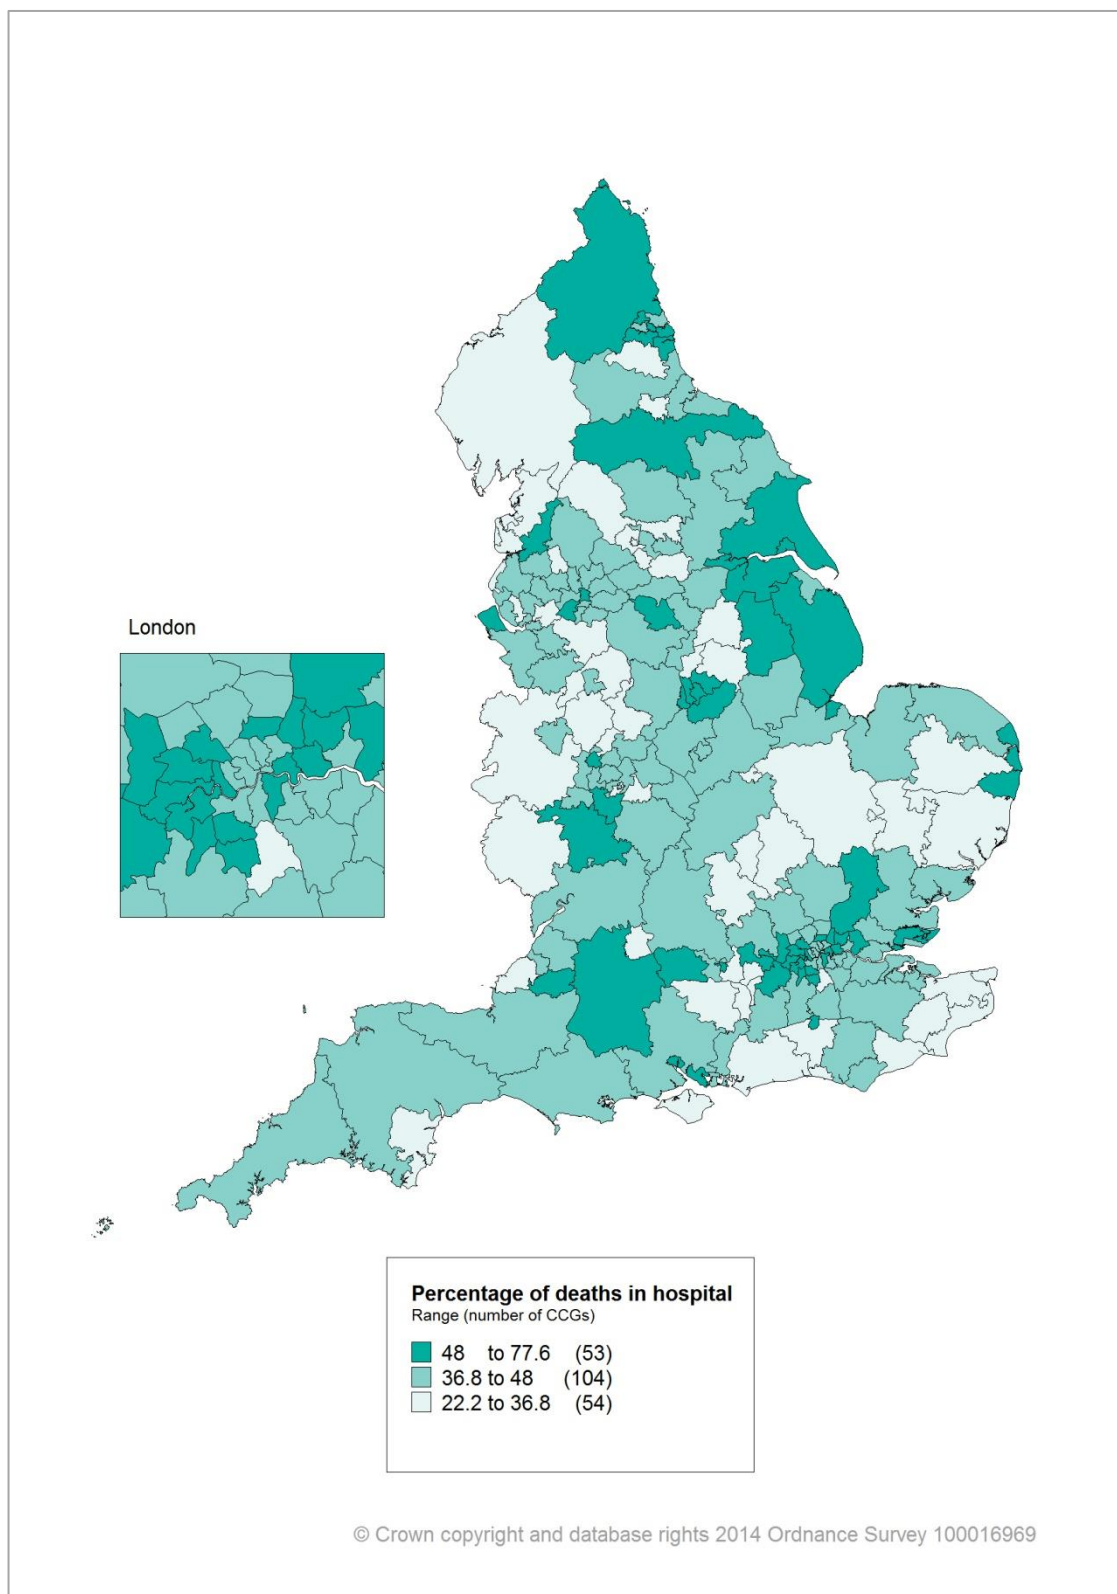 London
Percentage of deaths in hospital
Range (number of CCGs)
48 to 77.6 (53)
36.8 to 48 (104)
22.2 to 36.8 (54)
© Crown copyright and database rights 2014 Ordnance Survey 100016969